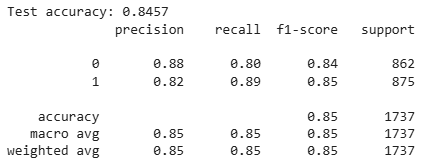 Test accuracy: 0.8457
precision recall f1-score support
0 0.88 0.80 0.84 862
1 0.82 0.89 0.85 875
accuracy 0.85 1737
macro avg 0.85 0.85 0.85 1737
weighted avg 0.85 0.85 0.85 1737